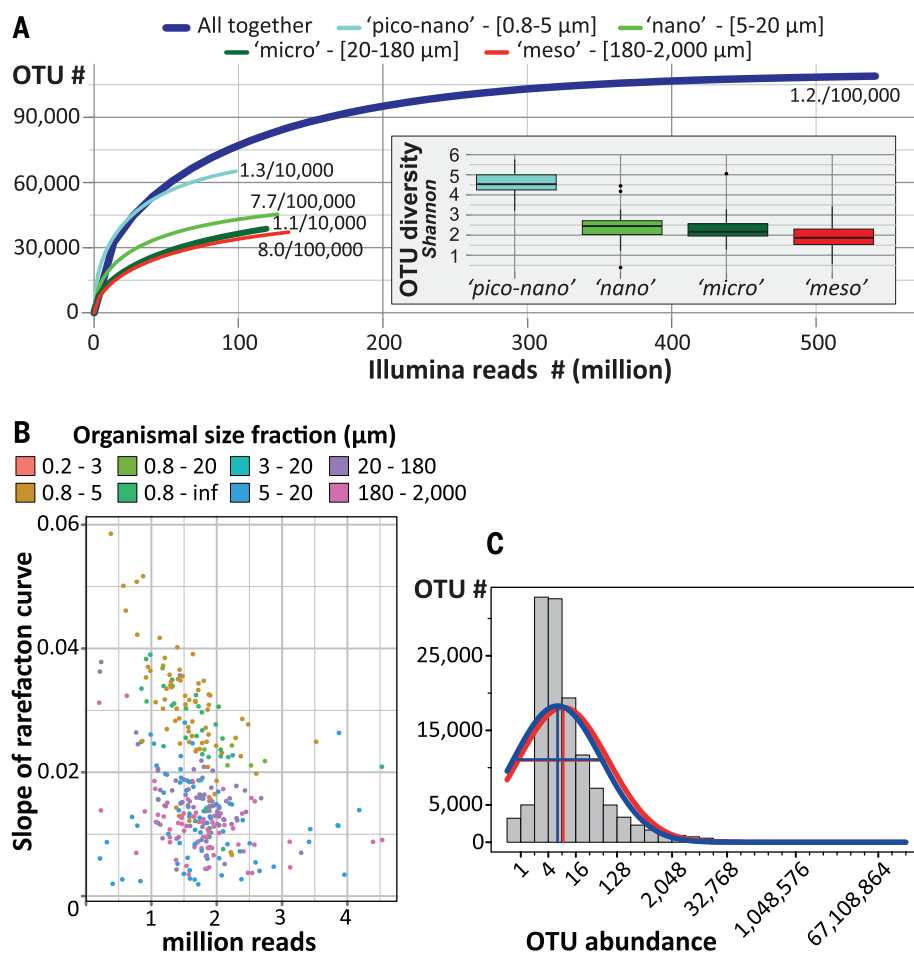 A
All together 'pico-nano' - [0.8-5 µm] 'nano' - [5-20 µm]
'micro' - [20-180 µm] 'meso' - [180-2,000 µm]
OTU #
90,000
60,000
30,000
0
1.2./100,000
1.3/10,000
7.7/100,000
1.1/10,000
8.0/100,000
OTU diversity
Shannon
6
5
4
3
2
1
'pico-nano' 'nano' 'micro' 'meso'
0 100 200 300 400 500
Illumina reads # (million)
B
Organismal size fraction (µm)
0.2 - 3 0.8 - 20 3 - 20 20 - 180
0.8 - 5 0.8 - inf 5 - 20 180 - 2,000
Slope of rarefacton curve
0.06
0.04
0.02
0
1 2 3 4
million reads
C
OTU #
25,000
15,000
5,000
0
1 4 16 128 2,048 32,768 1,048,576 67,108,864
OTU abundance